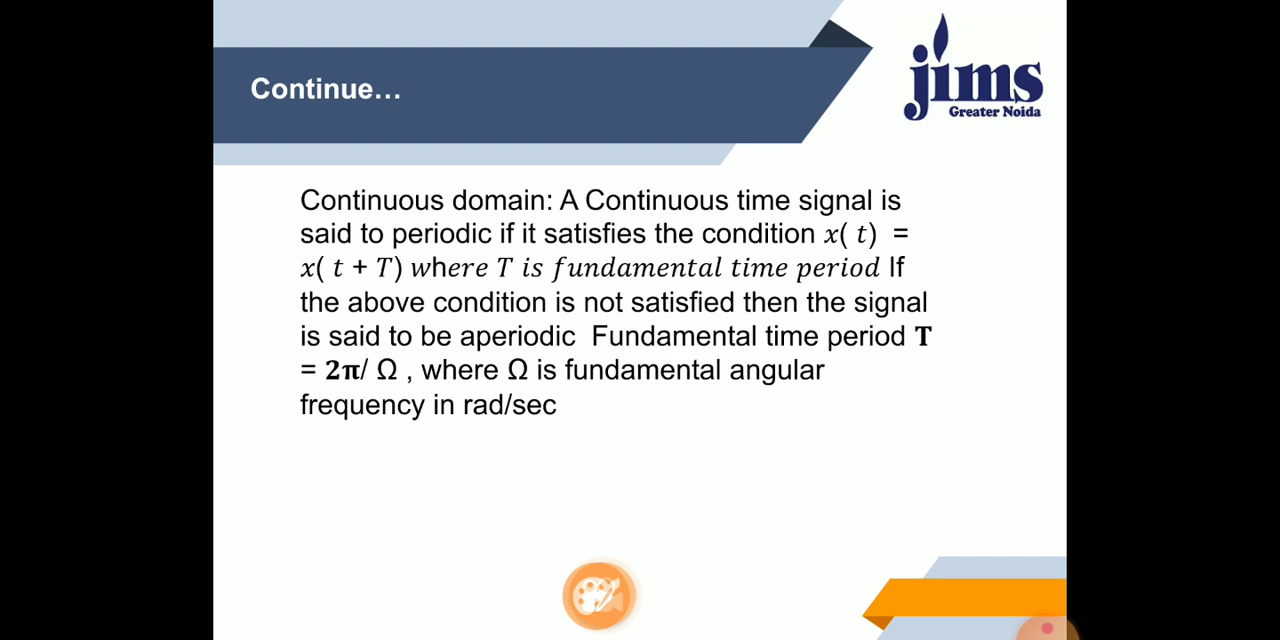 Continue...
jims
Greater Noida
Continuous domain: A Continuous time signal is
said to periodic if it satisfies the condition x( t) =
x( t + T) where T is fundamental time period If
the above condition is not satisfied then the signal
is said to be aperiodic Fundamental time period T
= 2π/ Ω , where Ω is fundamental angular
frequency in rad/sec